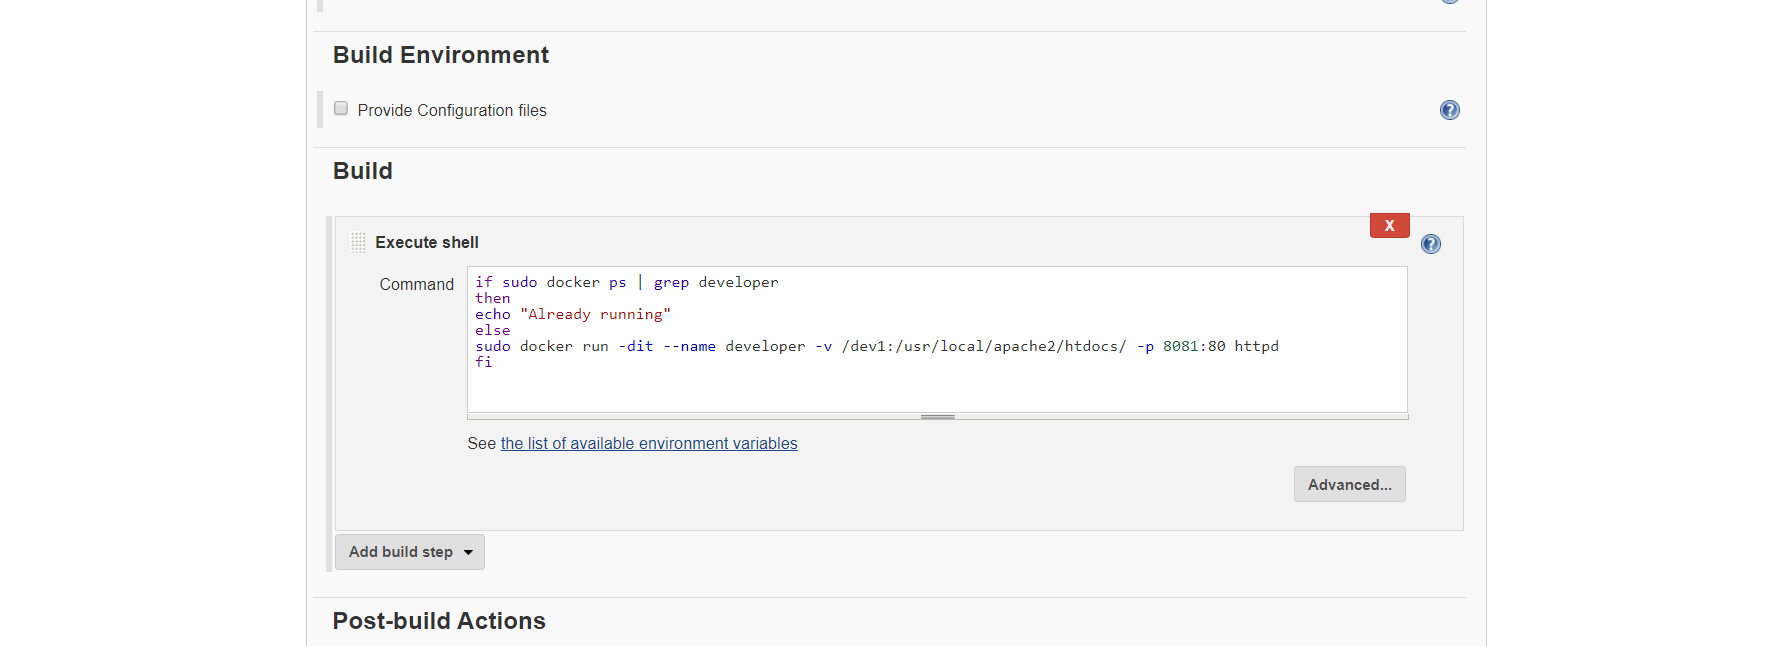 Build Environment
Provide Configuration files
?
Build
X
Execute shell
?
Command
if sudo docker ps | grep developer
then
echo "Already running"
else
sudo docker run -dit --name developer -v /dev1:/usr/local/apache2/htdocs/ -p 8081:80 httpd
fi
See the list of available environment variables
Advanced...
Add build step
Post-build Actions